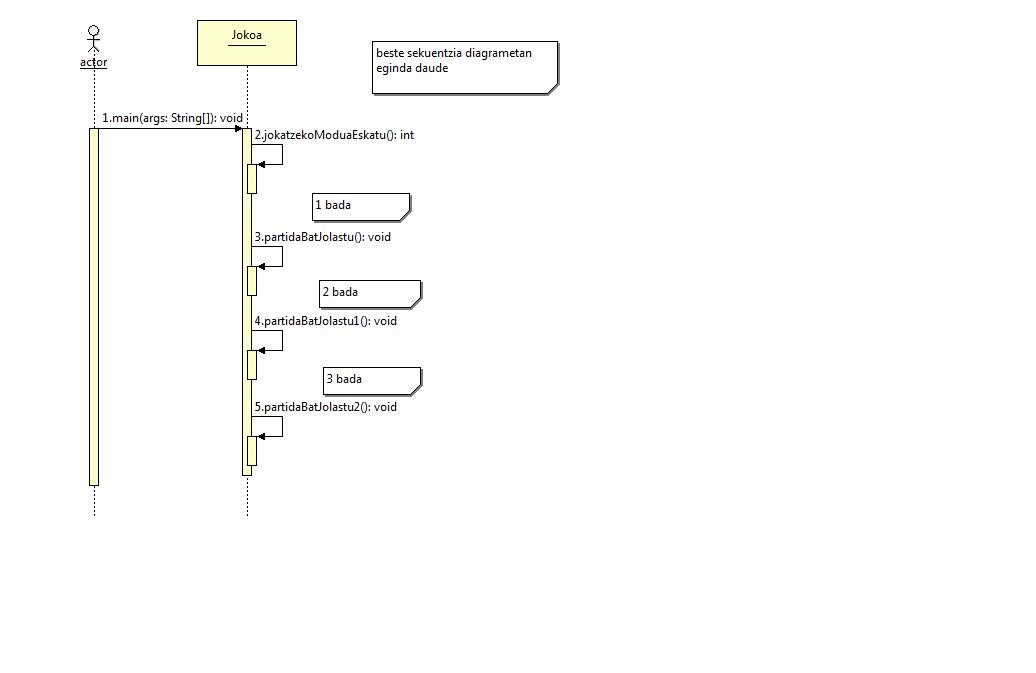 actor
Jokoa
beste sekuentzia diagrametan
eginda daude
1.main(args: String[]): void
2.jokatzekoModuaEskatu(): int
1 bada
3.partidaBatJolastu(): void
2 bada
4.partidaBatJolastu1(): void
3 bada
5.partidaBatJolastu2(): void